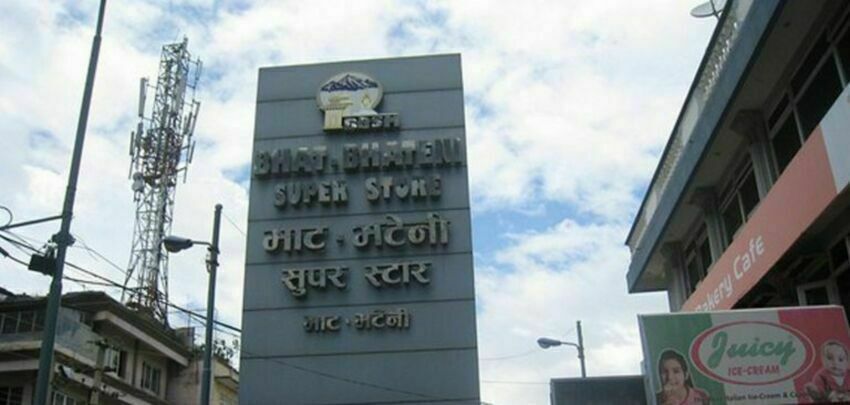 BHAT-BHATENI
SUPER STORE
भाट-भटेनी
सुपर स्टोर
भाट-भटेनी
Bakery Cafe
Juicy
ICE-CREAM